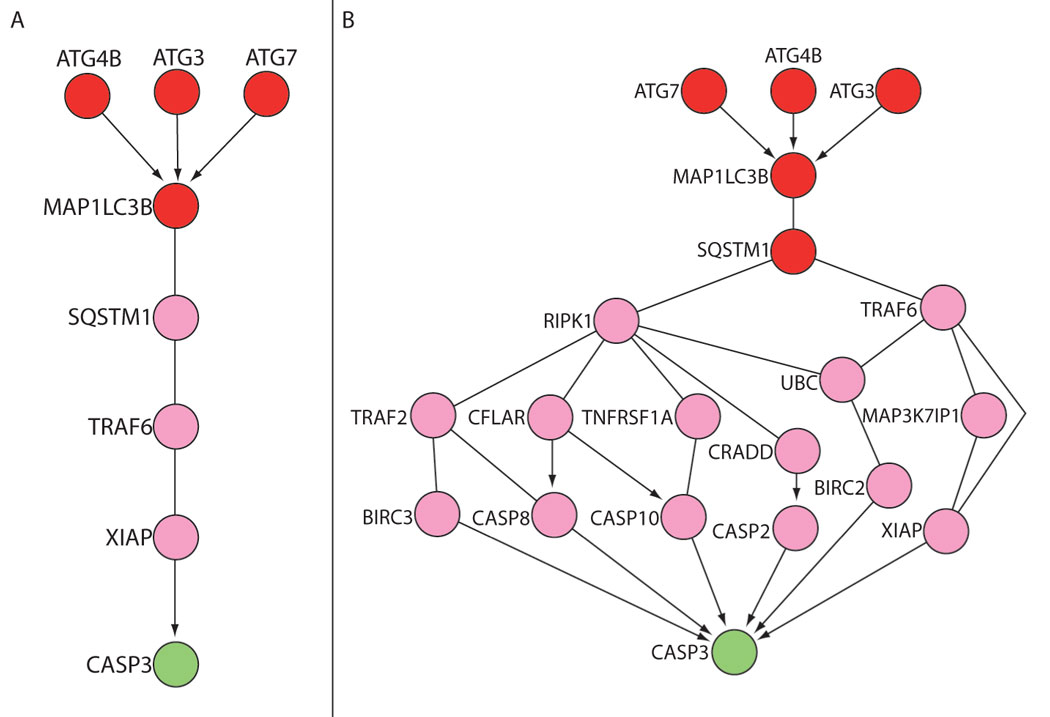 A
ATG4B
ATG3
ATG7
MAP1LC3B
SQSTM1
TRAF6
XIAP
CASP3
B
ATG7
ATG4B
ATG3
MAP1LC3B
SQSTM1
RIPK1
TRAF6
UBC
TRAF2
CFLAR
TNFRSF1A
MAP3K7IP1
CRADD
BIRC2
BIRC3
CASP8
CASP10
CASP2
XIAP
CASP3